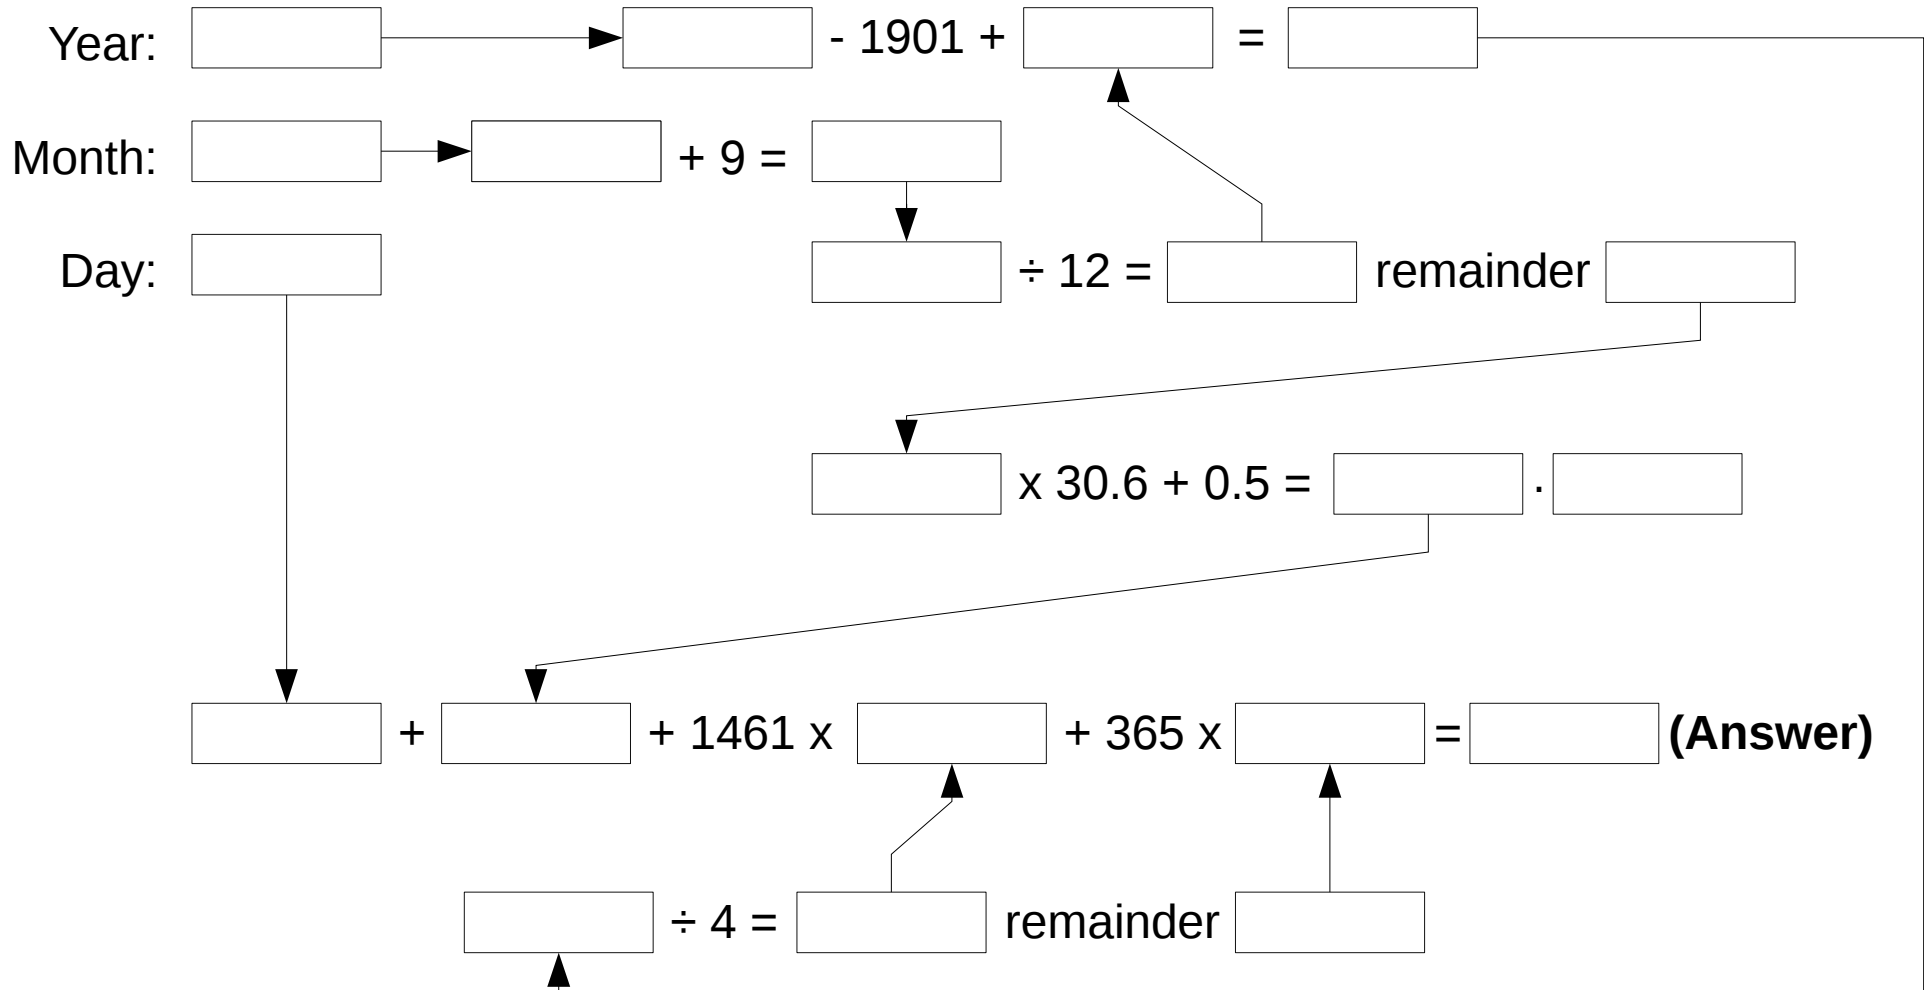 Year: - 1901 + =
Month: + 9 =
Day: ÷ 12 = remainder
x 30.6 + 0.5 = .
+ + 1461 x + 365 x = (Answer)
÷ 4 = remainder